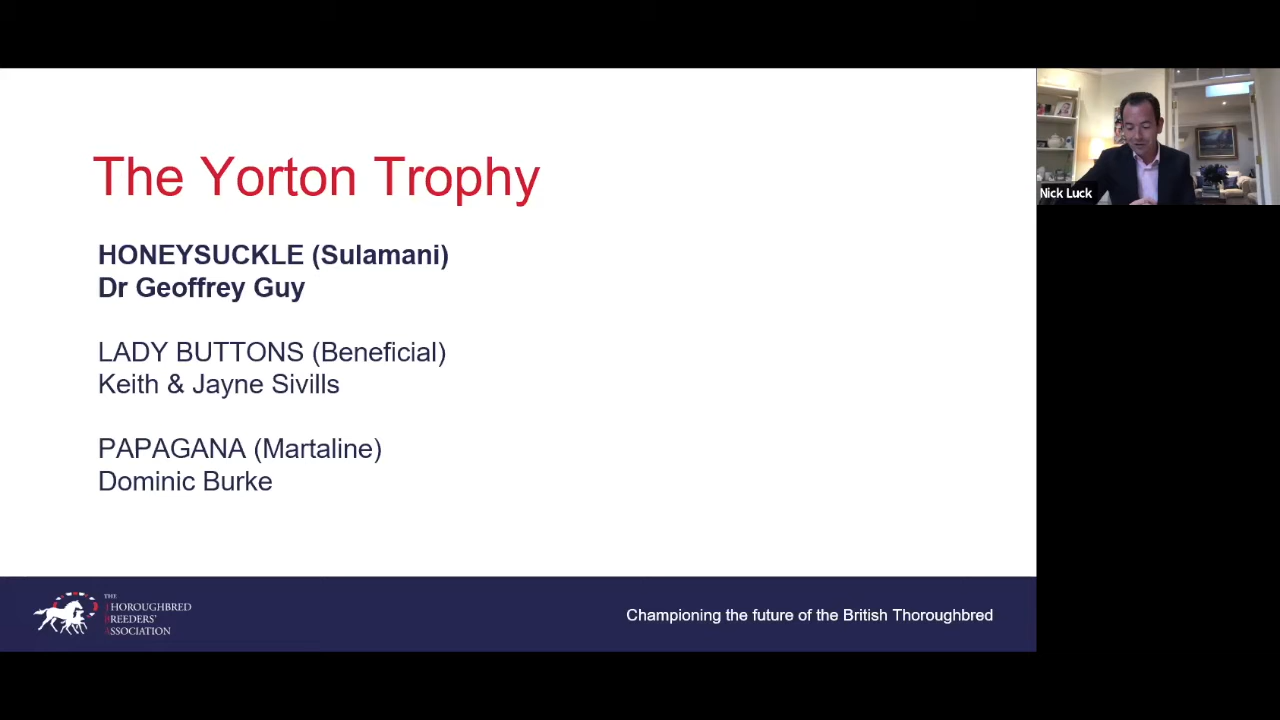 The Yorton Trophy
HONEYSUCKLE (Sulamani)
Dr Geoffrey Guy
LADY BUTTONS (Beneficial)
Keith & Jayne Sivills
PAPAGANA (Martaline)
Dominic Burke
THE
THOROUGHBRED
BREEDERS'
ASSOCIATION
Championing the future of the British Thoroughbred
Nick Luck